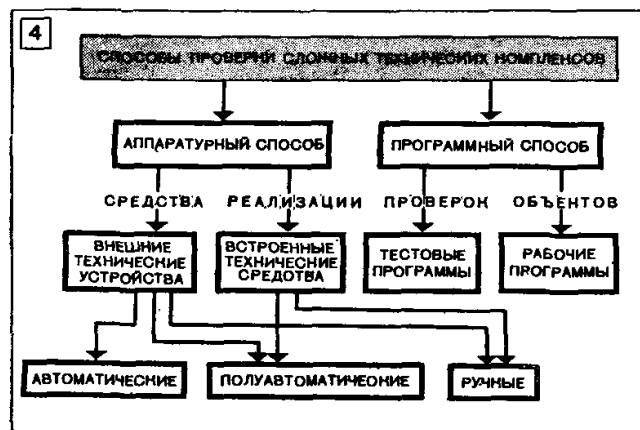 4
СПОСОБЫ ПРОВЕРКИ СЛОЖНЫХ ТЕХНИЧЕСКИХ КОМПЛЕКСОВ
АППАРАТУРНЫЙ СПОСОБ
ПРОГРАММНЫЙ СПОСОБ
СРЕДСТВА РЕАЛИЗАЦИИ ПРОВЕРОК ОБЪЕКТОВ
ВНЕШНИЕ
ТЕХНИЧЕСКИЕ
УСТРОЙСТВА
ВСТРОЕННЫЕ
ТЕХНИЧЕСКИЕ
СРЕДСТВА
ТЕСТОВЫЕ
ПРОГРАММЫ
РАБОЧИЕ
ПРОГРАММЫ
АВТОМАТИЧЕСКИЕ
ПОЛУАВТОМАТИЧЕСКИЕ
РУЧНЫЕ